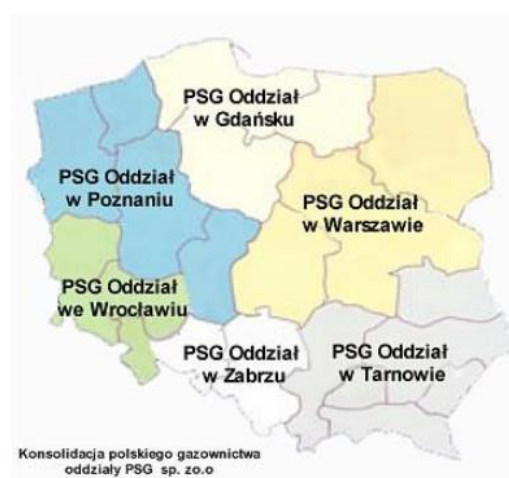 PSG Oddział
w Gdańsku
PSG Oddział
w Poznaniu
PSG Oddział
w Warszawie
PSG Oddział
we Wrocławiu
PSG Oddział
w Zabrzu
PSG Oddział
w Tarnowie
Konsolidacja polskiego gazownictwa
oddziały PSG sp. zo.o